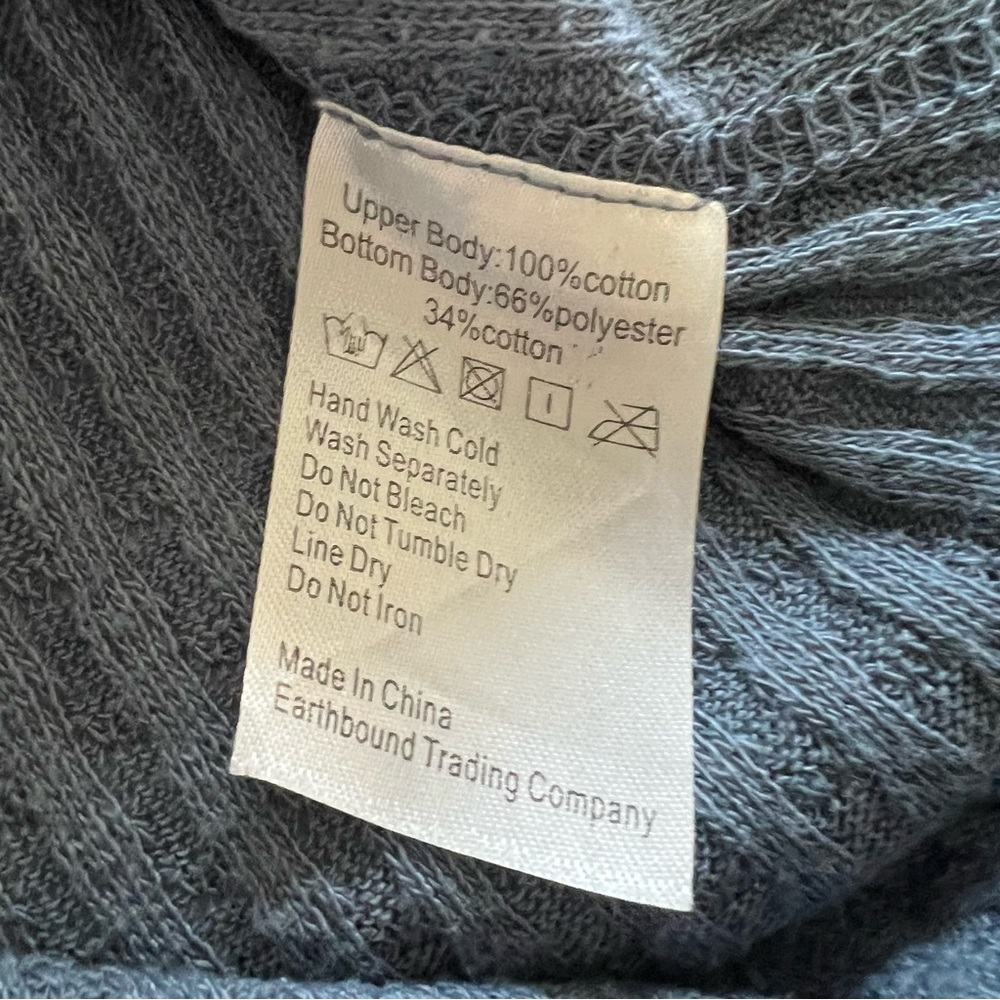 Upper Body:100%cotton
Bottom Body:66%polyester
34%cotton
Hand Wash Cold
Wash Separately
Do Not Bleach
Do Not Tumble Dry
Line Dry
Do Not Iron
Made In China
Earthbound Trading Company